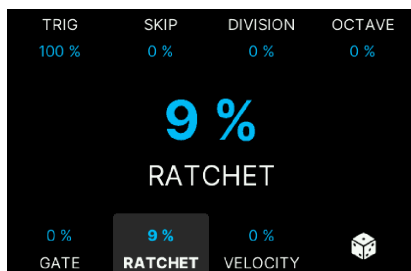 TRIG SKIP DIVISION OCTAVE
100 % 0 % 0 % 0 %
9 %
RATCHET
0 % 9 % 0 %
GATE RATCHET VELOCITY